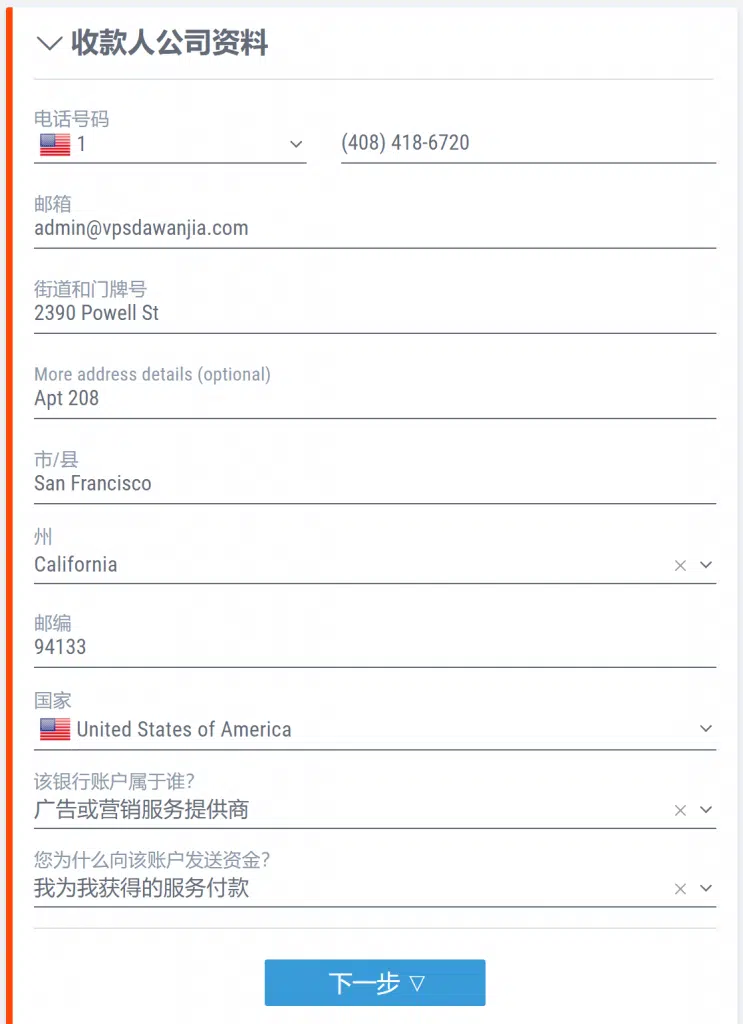 收款人公司资料
电话号码
1
(408) 418-6720
邮箱
admin@vpsdawanjia.com
街道和门牌号
2390 Powell St
More address details (optional)
Apt 208
市/县
San Francisco
州
California
邮编
94133
国家
United States of America
该银行账户属于谁?
广告或营销服务提供商
您为什么向该账户发送资金?
我为我获得的服务付款
下一步 ▽